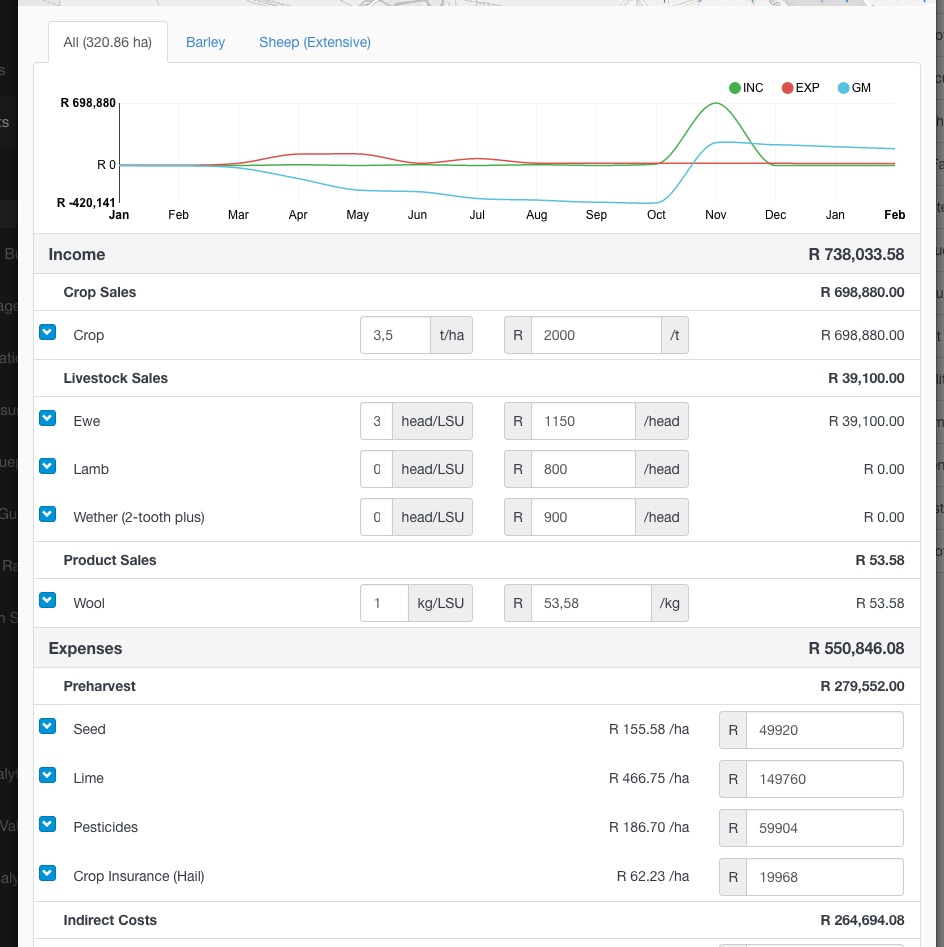 All (320.86 ha) Barley Sheep (Extensive)
INC EXP GM
R 698,880
R 0
R -420,141
Jan Feb Mar Apr May Jun Jul Aug Sep Oct Nov Dec Jan Feb
Income R 738,033.58
Crop Sales R 698,880.00
Crop 3,5 t/ha R 2000 /t R 698,880.00
Livestock Sales R 39,100.00
Ewe 3 head/LSU R 1150 /head R 39,100.00
Lamb 0 head/LSU R 800 /head R 0.00
Wether (2-tooth plus) 0 head/LSU R 900 /head R 0.00
Product Sales R 53.58
Wool 1 kg/LSU R 53,58 /kg R 53.58
Expenses R 550,846.08
Preharvest R 279,552.00
Seed R 155.58 /ha R 49920
Lime R 466.75 /ha R 149760
Pesticides R 186.70 /ha R 59904
Crop Insurance (Hail) R 62.23 /ha R 19968
Indirect Costs R 264,694.08